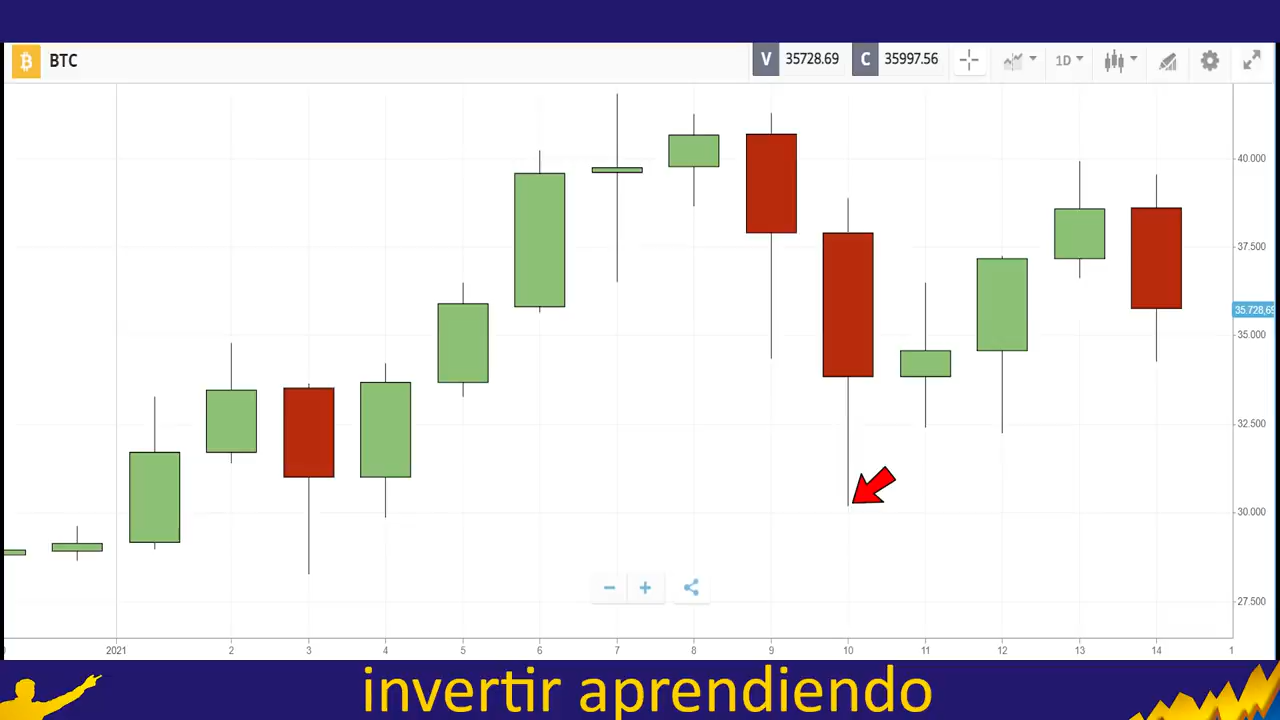 BTC
V 35728.69 C 35997.56 1D
40.000
37.500
35.728,69
35.000
32.500
30.000
27.500
2021 2 3 4 5 6 7 8 9 10 11 12 13 14 1
invertir aprendiendo